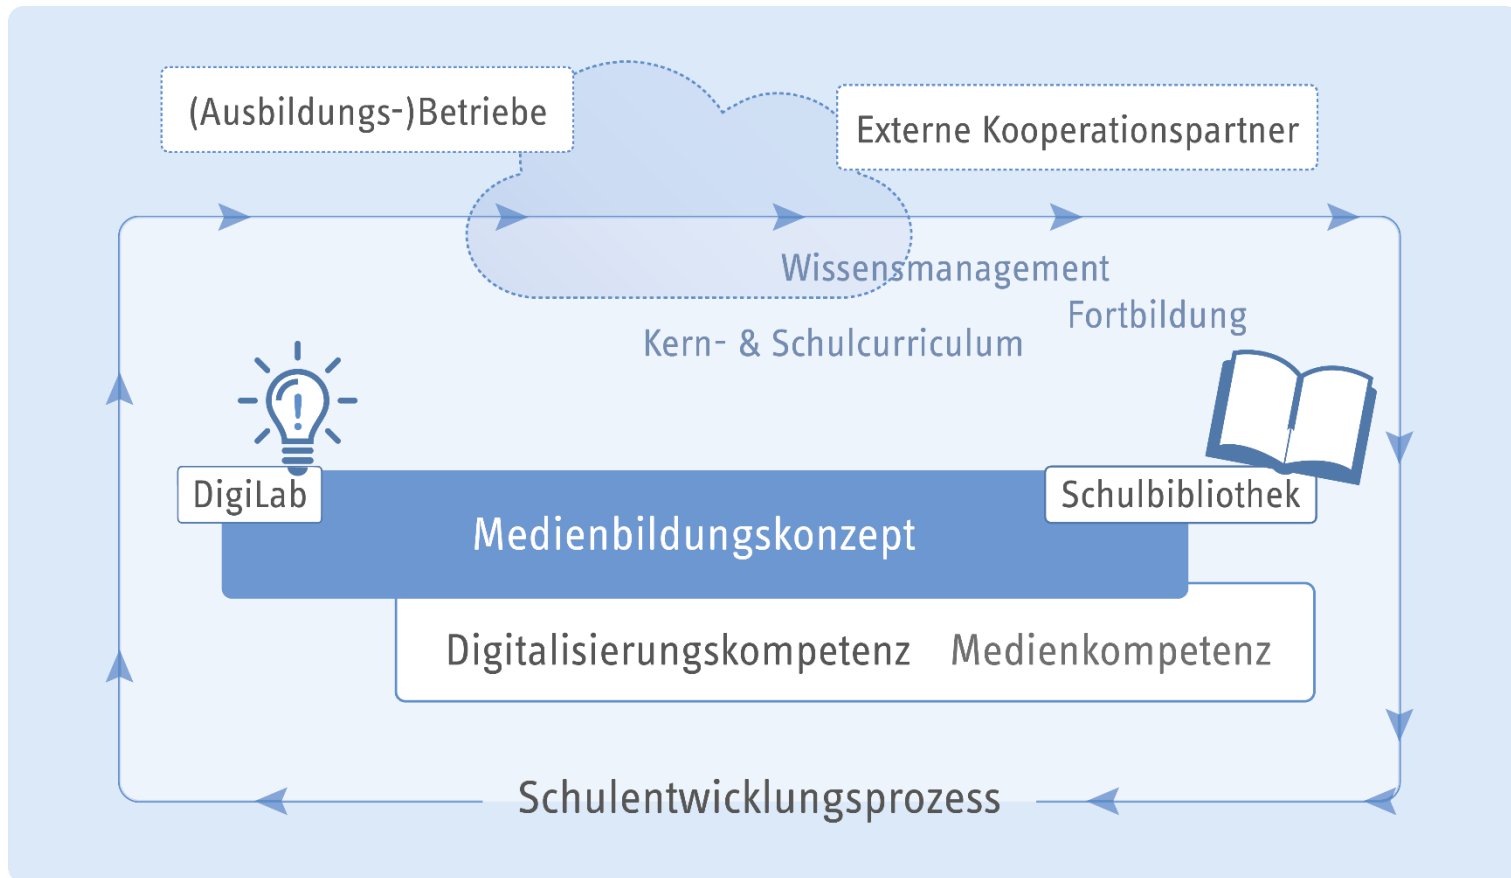 (Ausbildungs-)Betriebe
Externe Kooperationspartner
Wissensmanagement
Fortbildung
Kern- & Schulcurriculum
DigiLab
Schulbibliothek
Medienbildungskonzept
Digitalisierungskompetenz Medienkompetenz
Schulentwicklungsprozess